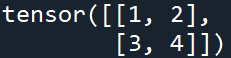 tensor([[1, 2],
        [3, 4]])